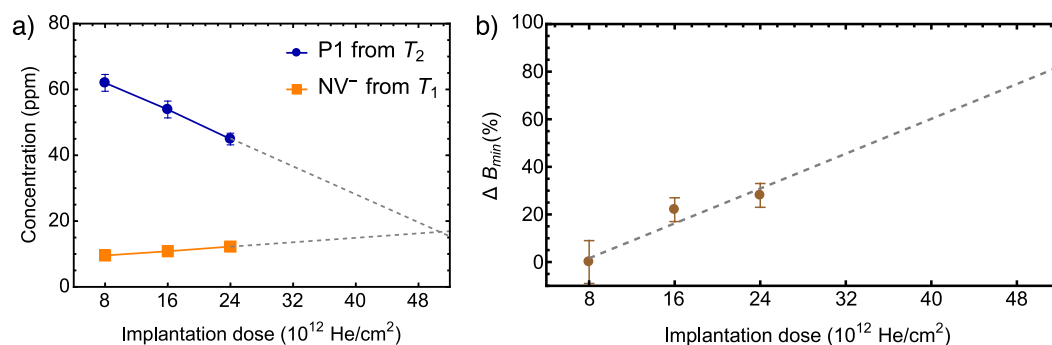 a)
80
60
40
20
0
Concentration (ppm)
P1 from T₂
NV⁻ from T₁
8 16 24 32 40 48
Implantation dose (10¹² He/cm²)
b)
100
80
60
40
20
0
Δ B_min(%)
8 16 24 32 40 48
Implantation dose (10¹² He/cm²)